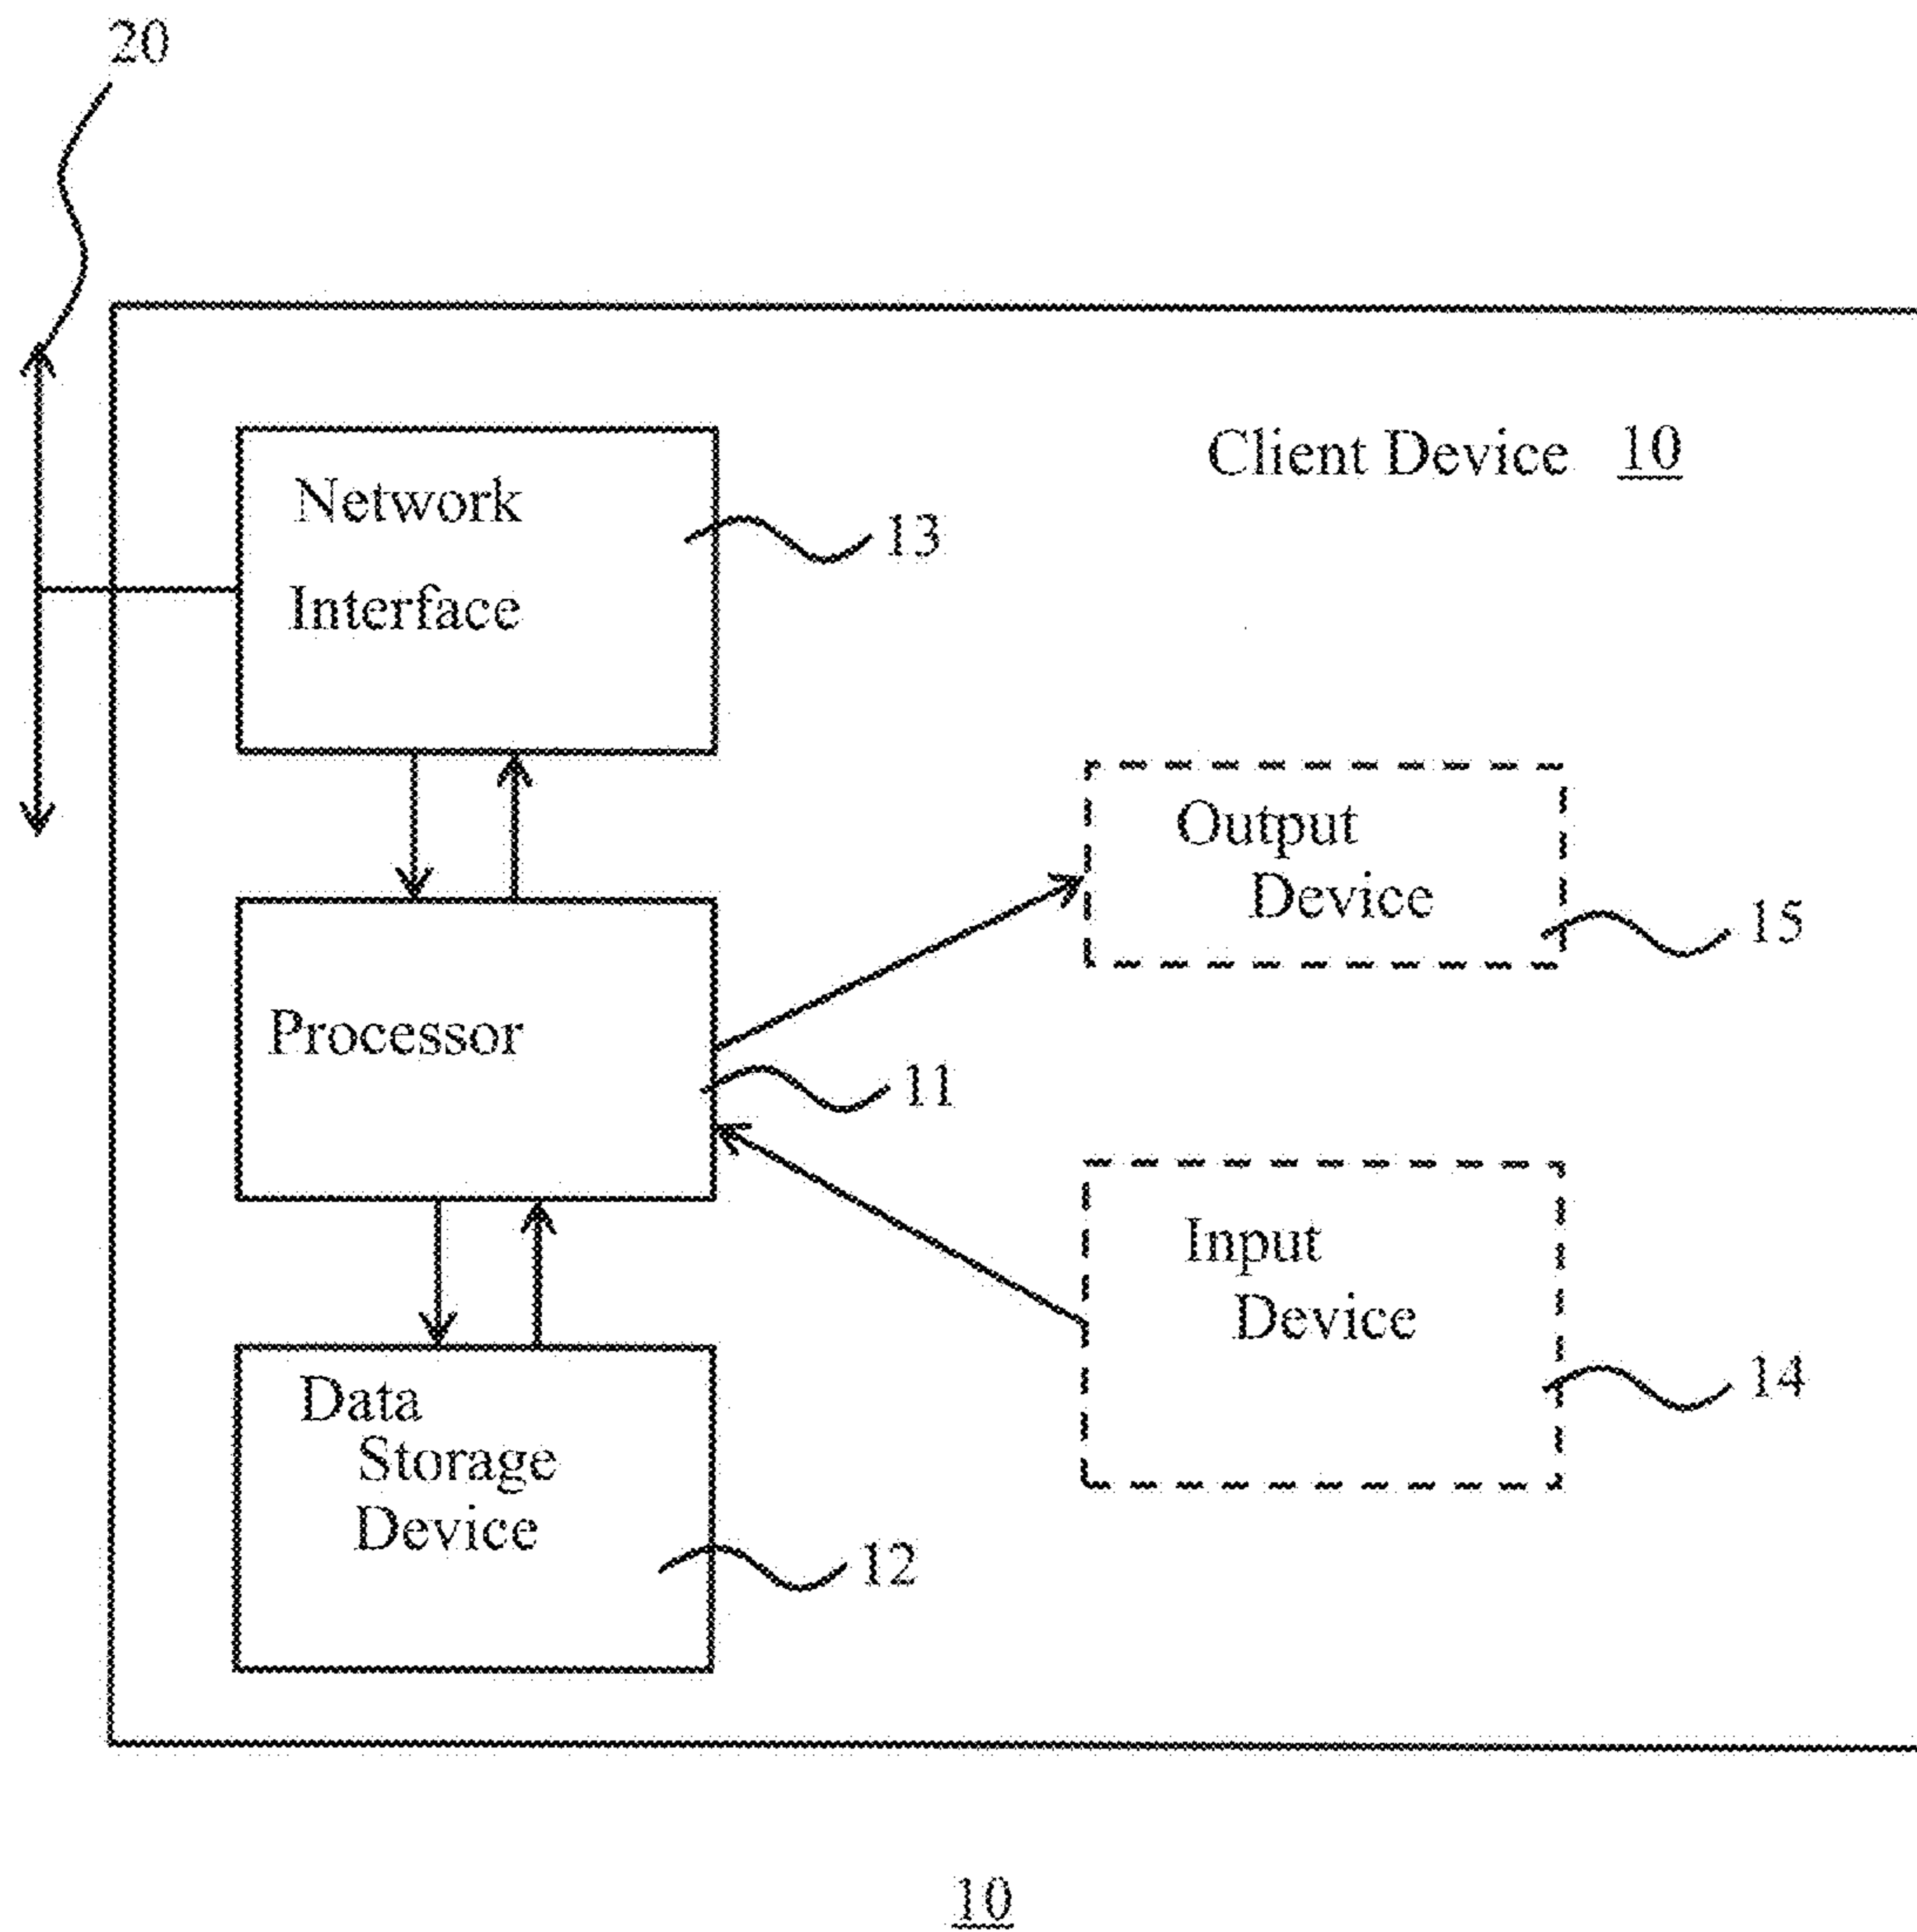 20
Client Device 10
Network
Interface
13
Output
Device
15
Processor
11
Input
Device
14
Data
Storage
Device
12
10